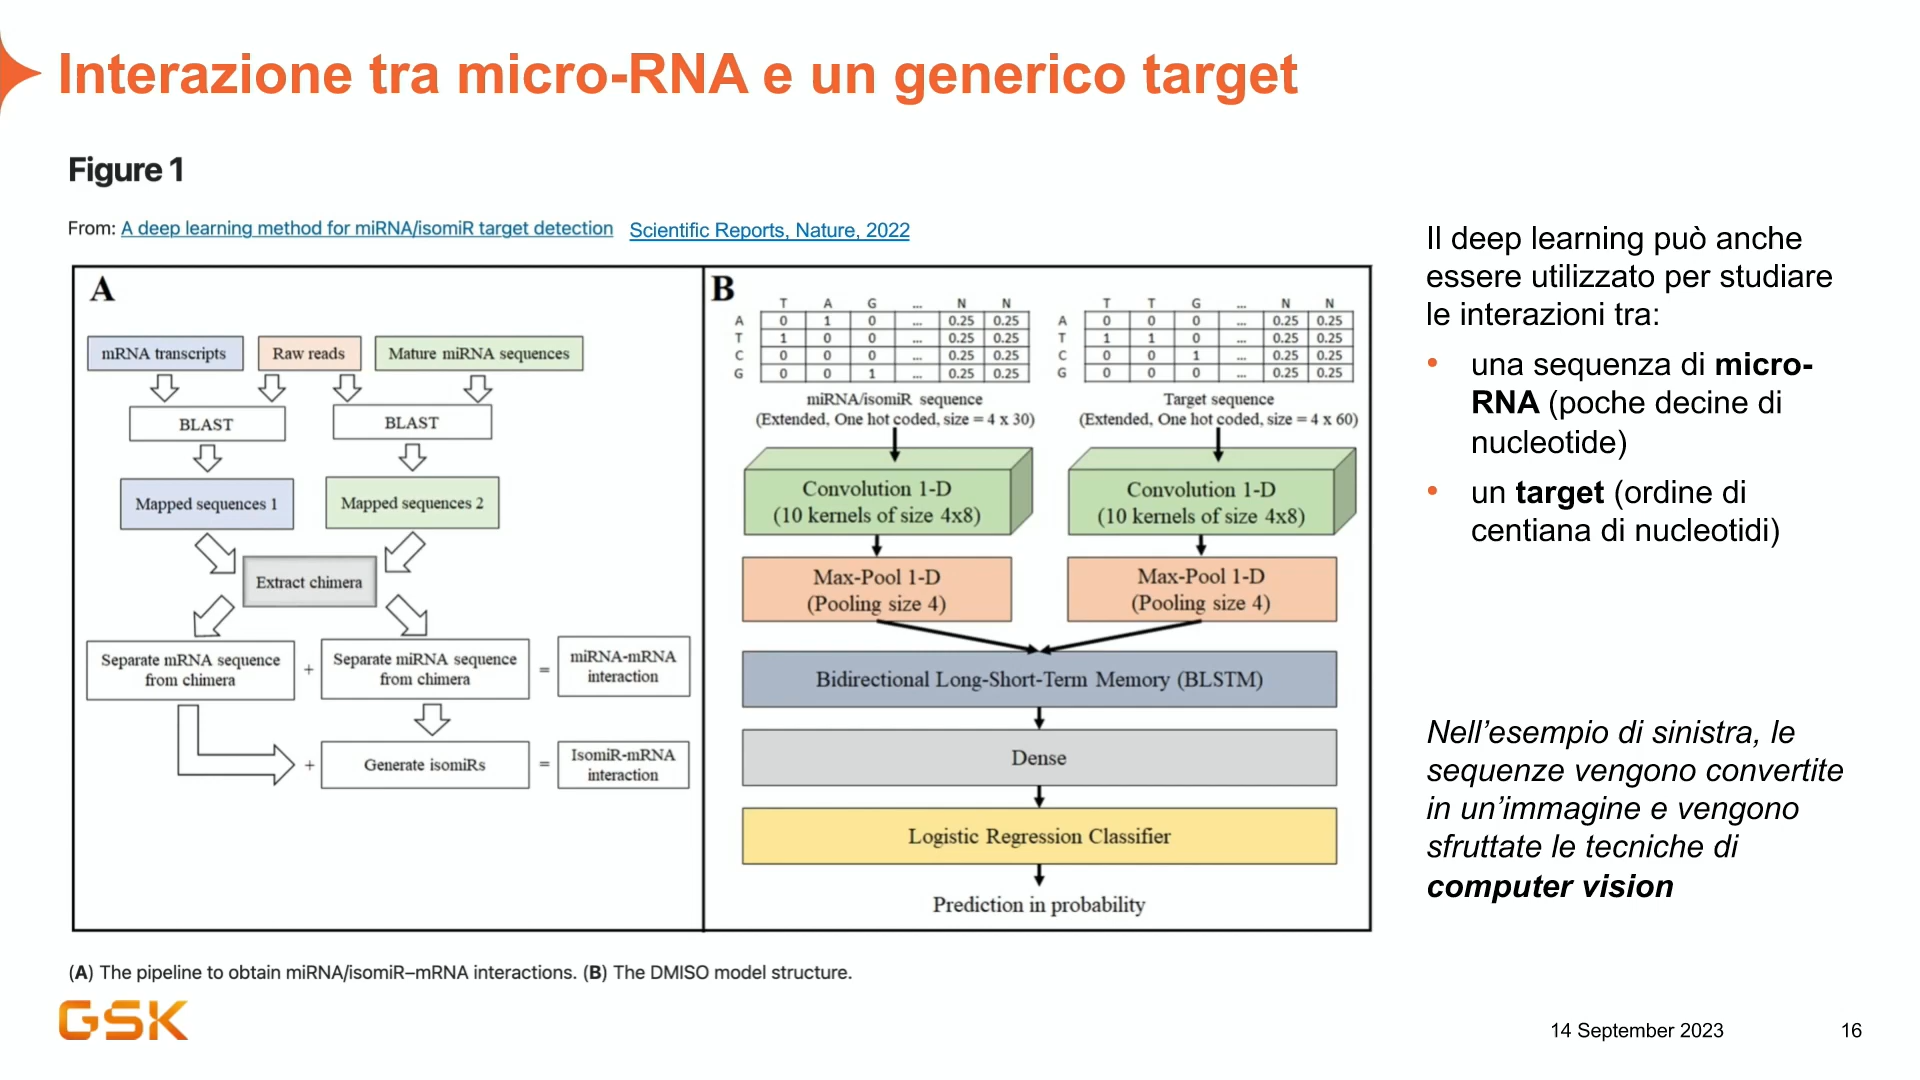 Interazione tra micro-RNA e un generico target
Figure 1
From: A deep learning method for miRNA/isomiR target detection Scientific Reports, Nature, 2022
A
mRNA transcripts
Raw reads
Mature miRNA sequences
BLAST
BLAST
Mapped sequences 1
Mapped sequences 2
Extract chimera
Separate mRNA sequence
from chimera
+
Separate miRNA sequence
from chimera
=
miRNA-mRNA
interaction
+
Generate isomiRs
=
IsomiR-mRNA
interaction
B
T A G ... N N
A 0 1 0 ... 0.25 0.25
T 1 0 0 ... 0.25 0.25
C 0 0 0 ... 0.25 0.25
G 0 0 1 ... 0.25 0.25
miRNA/isomiR sequence
(Extended, One hot coded, size = 4 x 30)
T T G ... N N
A 0 0 0 ... 0.25 0.25
T 1 1 0 ... 0.25 0.25
C 0 0 1 ... 0.25 0.25
G 0 0 0 ... 0.25 0.25
Target sequence
(Extended, One hot coded, size = 4 x 60)
Convolution 1-D
(10 kernels of size 4x8)
Convolution 1-D
(10 kernels of size 4x8)
Max-Pool 1-D
(Pooling size 4)
Max-Pool 1-D
(Pooling size 4)
Bidirectional Long-Short-Term Memory (BLSTM)
Dense
Logistic Regression Classifier
Prediction in probability
(A) The pipeline to obtain miRNA/isomiR–mRNA interactions. (B) The DMISO model structure.
Il deep learning può anche
essere utilizzato per studiare
le interazioni tra:
• una sequenza di micro-
RNA (poche decine di
nucleotide)
• un target (ordine di
centiana di nucleotidi)
Nell’esempio di sinistra, le
sequenze vengono convertite
in un’immagine e vengono
sfruttate le tecniche di
computer vision
GSK
14 September 2023
16